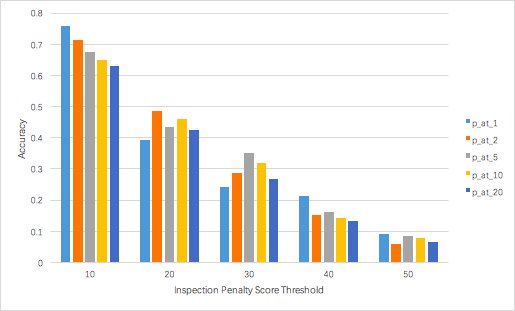 0.8
0.7
0.6
0.5
0.4
0.3
0.2
0.1
0
Accuracy
10 20 30 40 50
Inspection Penalty Score Threshold
p_at_1
p_at_2
p_at_5
p_at_10
p_at_20